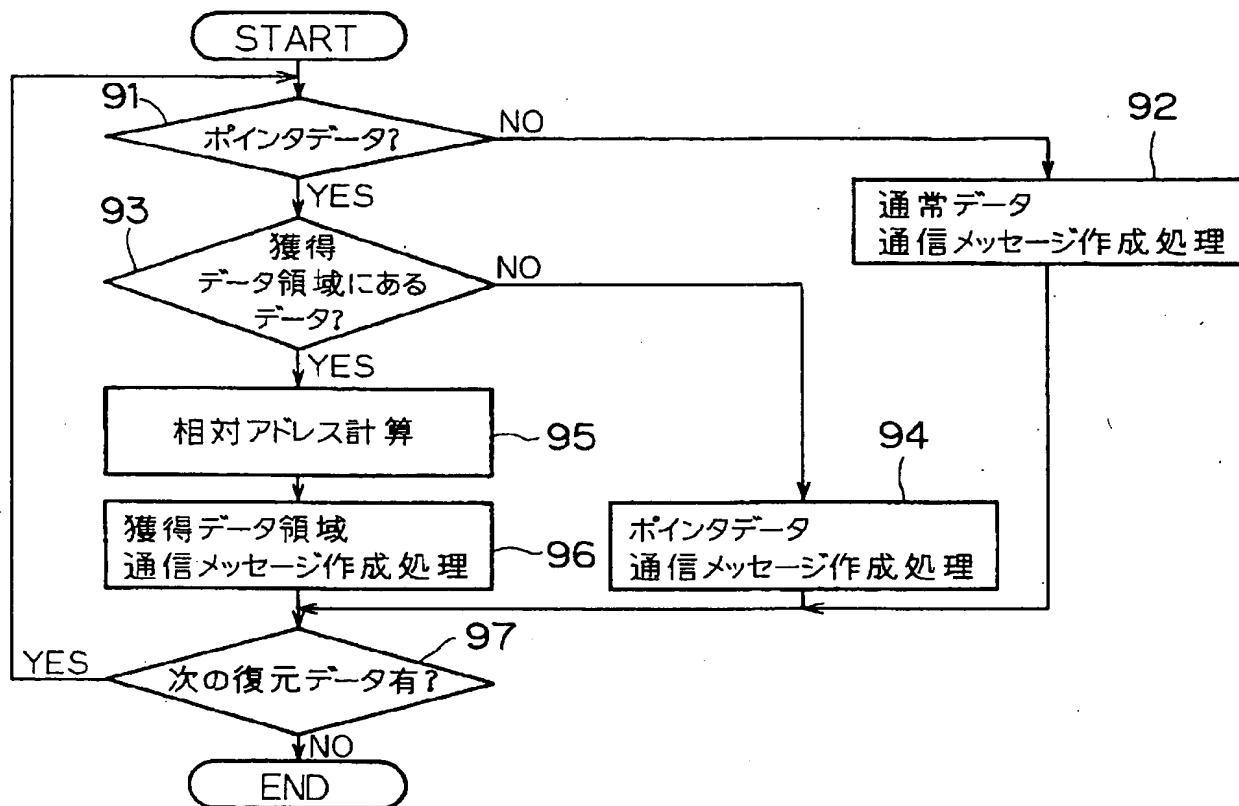 START
91
ポインタデータ?
NO
92
YES
通常データ
通信メッセージ作成処理
93
獲得
データ領域にある
データ?
NO
YES
相対アドレス計算
95
94
獲得データ領域
通信メッセージ作成処理
96
ポインタデータ
通信メッセージ作成処理
97
YES
次の復元データ有?
NO
END